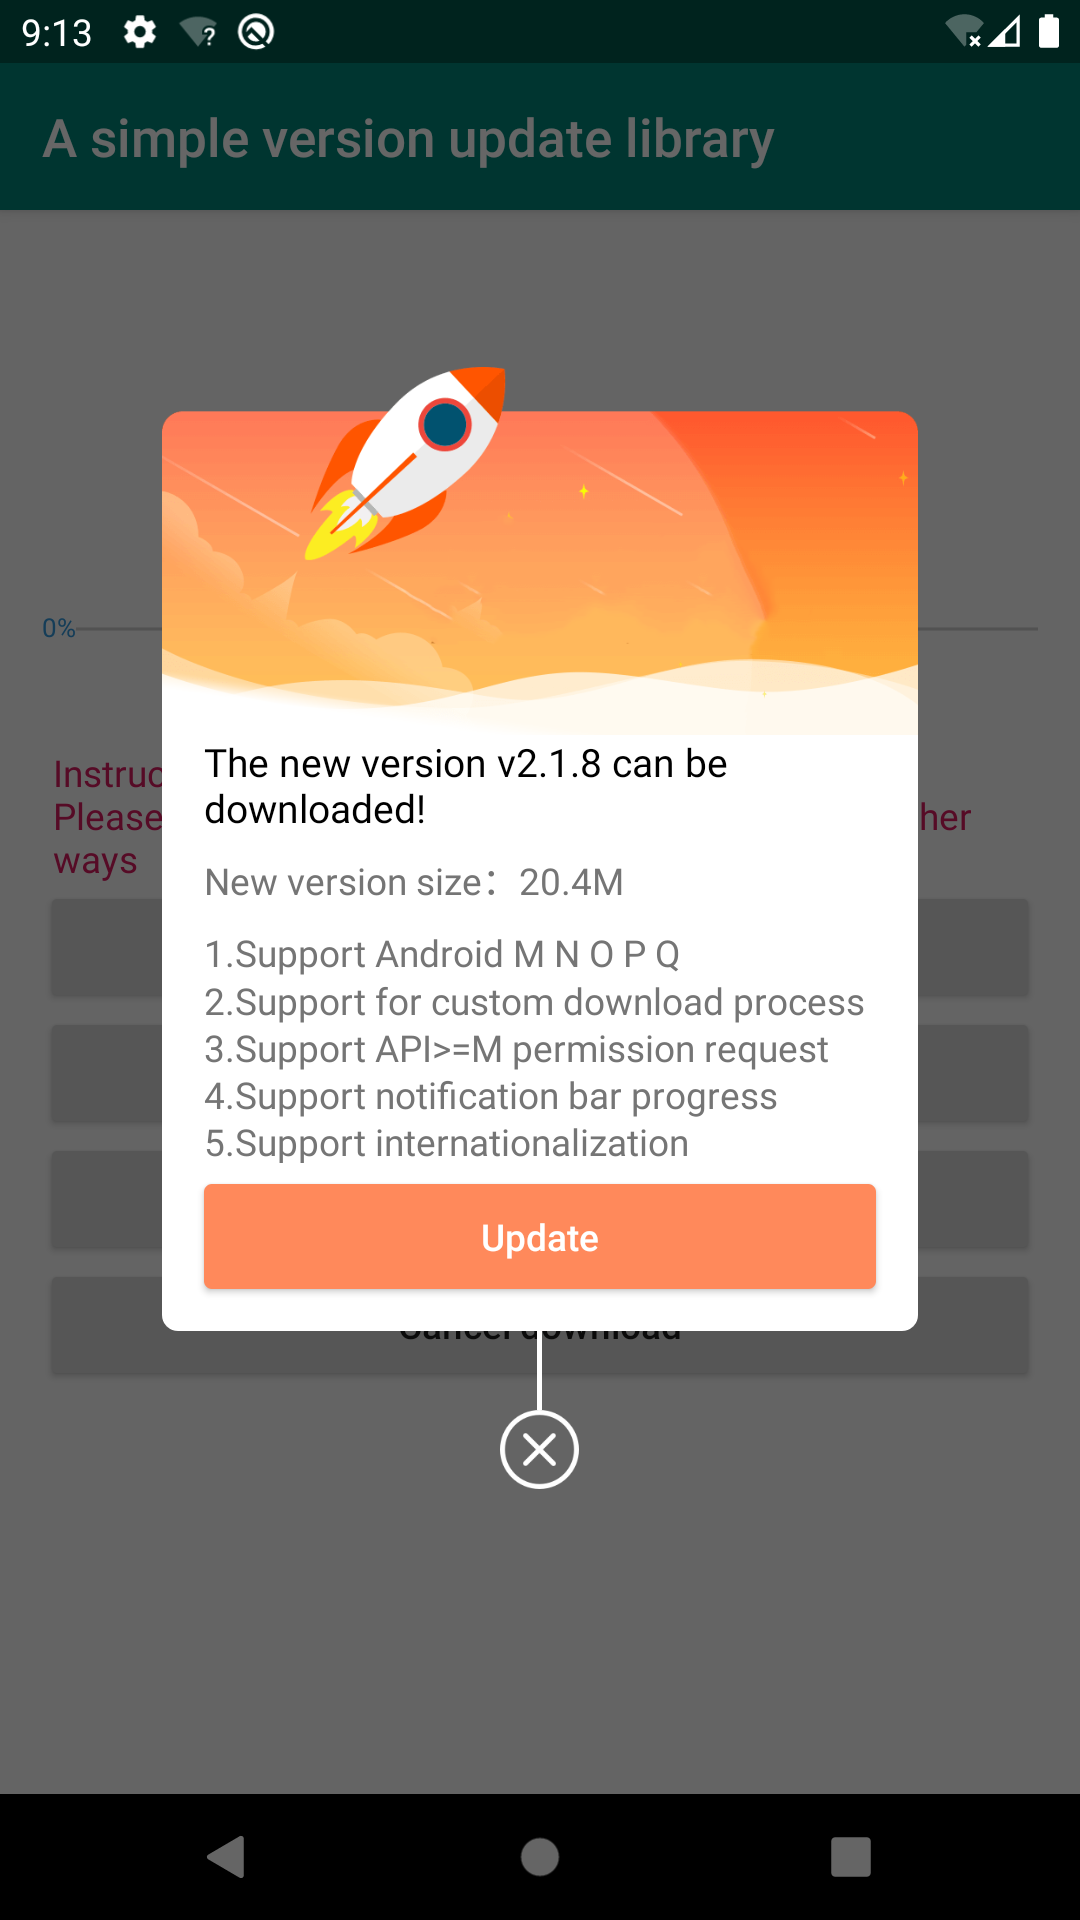 9:13
A simple version update library
0%
Instruc
Please
her
ways
The new version v2.1.8 can be
downloaded!
New version size：20.4M
1.Support Android M N O P Q
2.Support for custom download process
3.Support API>=M permission request
4.Support notification bar progress
5.Support internationalization
Update
Cancel download